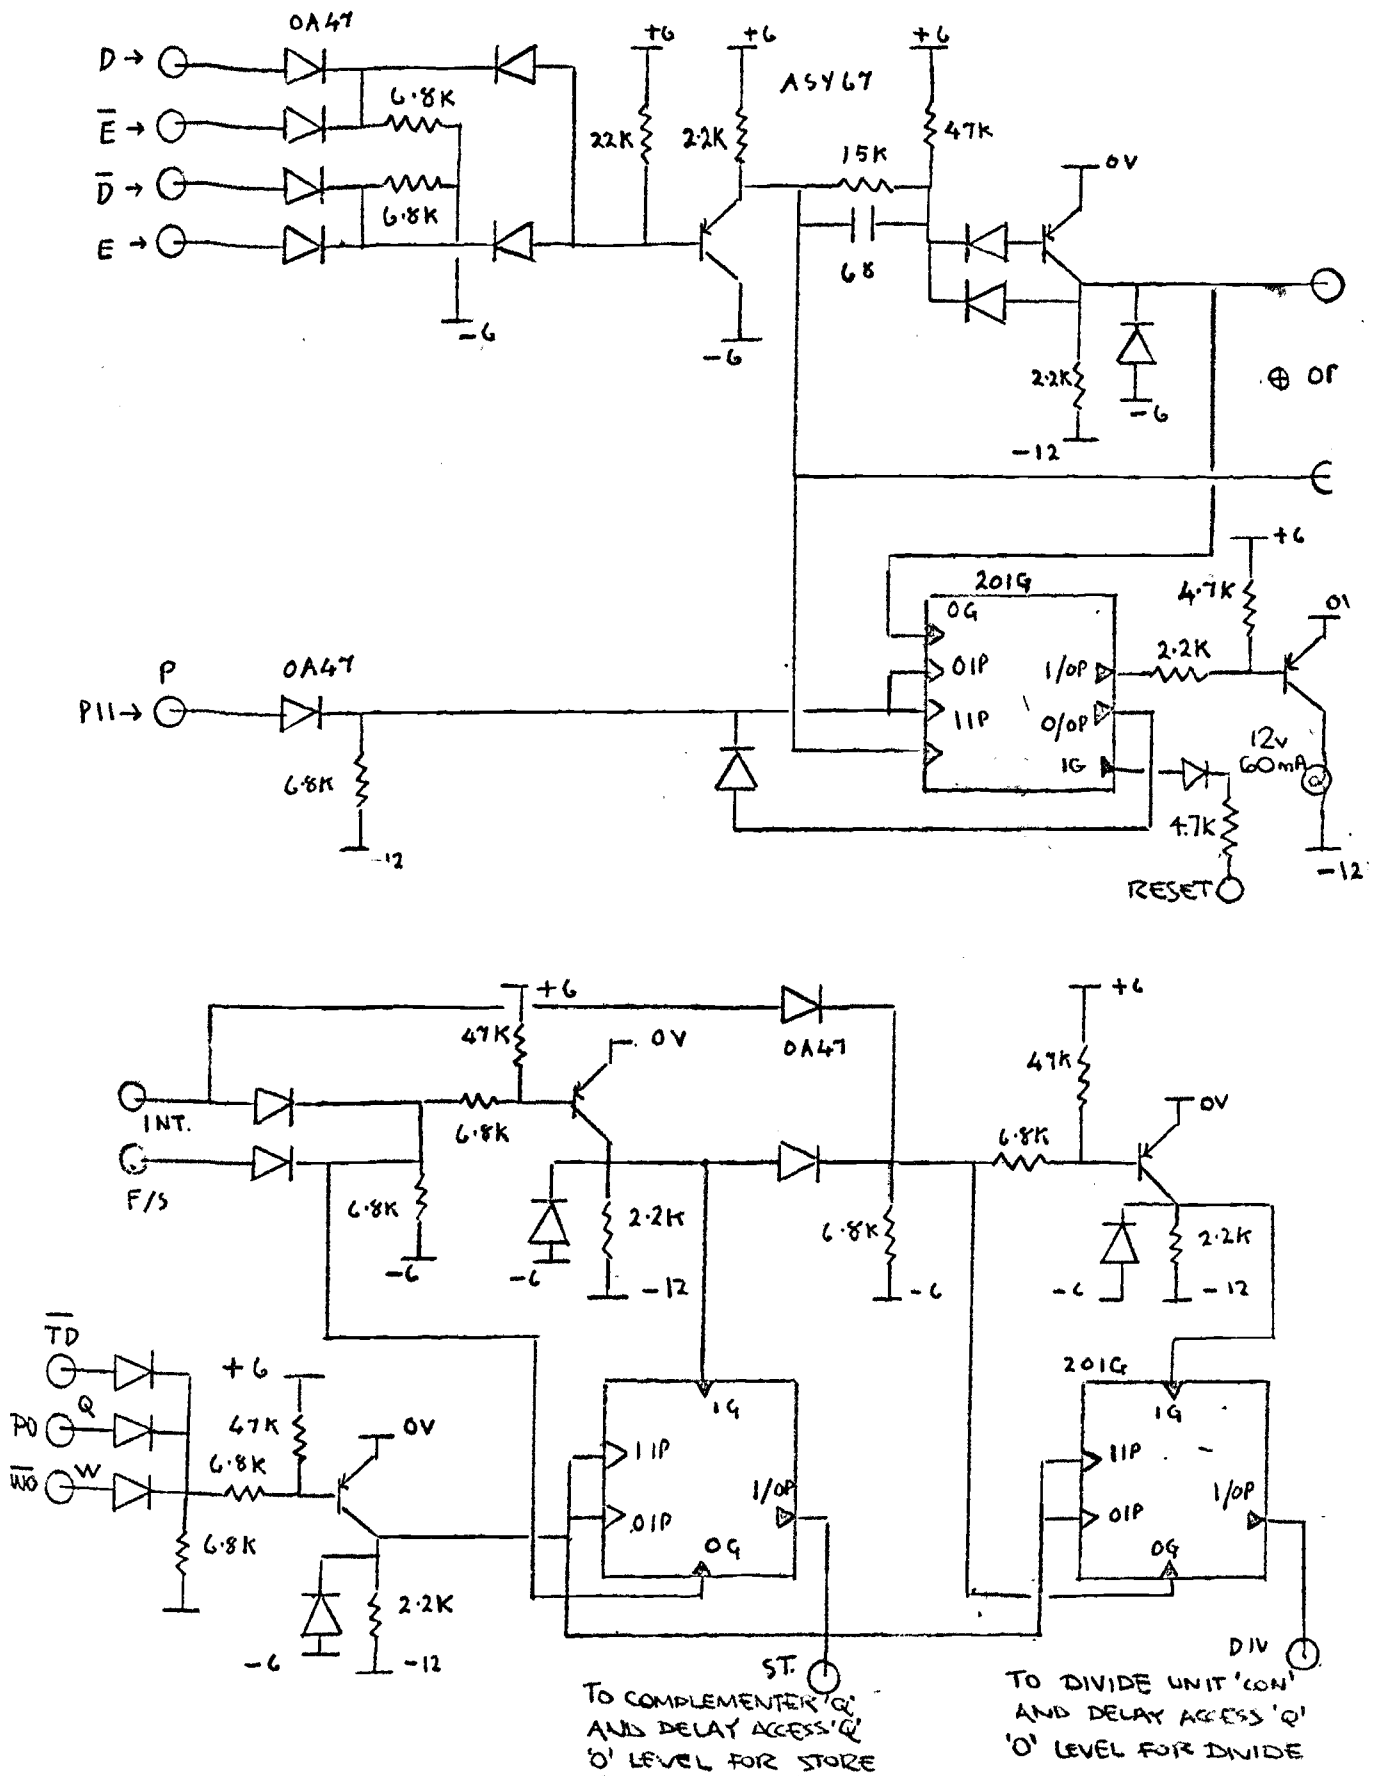 OA47
D →
E̅ →
D̅ →
E →
6.8K
6.8K
-6
+6
22K
+6
2.2K
ASY67
-6
+6
47K
15K
68
0V
2.2K
-12
-6
⊕ OP
P
P11 →
OA47
6.8K
-12
201G
0G
01P
11P
1/OP
0/OP
1G
+6
4.7K
2.2K
12V
60mA
-12
4.7K
RESET
INT.
F/S
+6
47K
0V
6.8K
6.8K
-6
-6
2.2K
-12
OA47
6.8K
-6
+6
47K
6.8K
0V
-6
2.2K
-12
T̅D̅
P0 Q
W̅0̅ W
+6
47K
6.8K
6.8K
0V
-6
2.2K
-12
1G
11P
01P
1/OP
0G
201G
1G
11P
01P
1/OP
0G
ST.
TO COMPLEMENTER 'Q'
AND DELAY ACCESS 'Q'
'0' LEVEL FOR STORE
DIV
TO DIVIDE UNIT 'CON'
AND DELAY ACCESS 'Q'
'0' LEVEL FOR DIVIDE